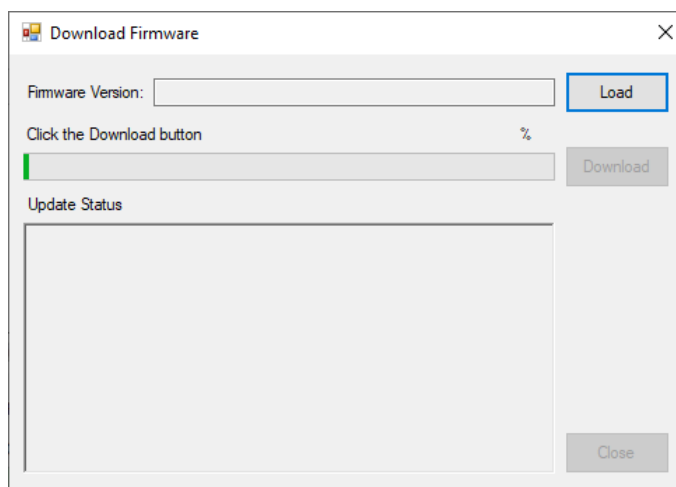 Download Firmware
Firmware Version:
Load
Click the Download button
%
Download
Update Status
Close